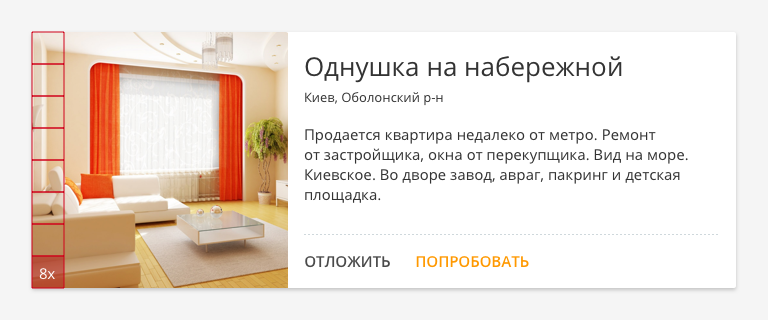 Однушка на набережной
Киев, Оболонский р-н
Продается квартира недалеко от метро. Ремонт
от застройщика, окна от перекупщика. Вид на море.
Киевское. Во дворе завод, авраг, пакринг и детская
площадка.
ОТЛОЖИТЬ ПОПРОБОВАТЬ
8x